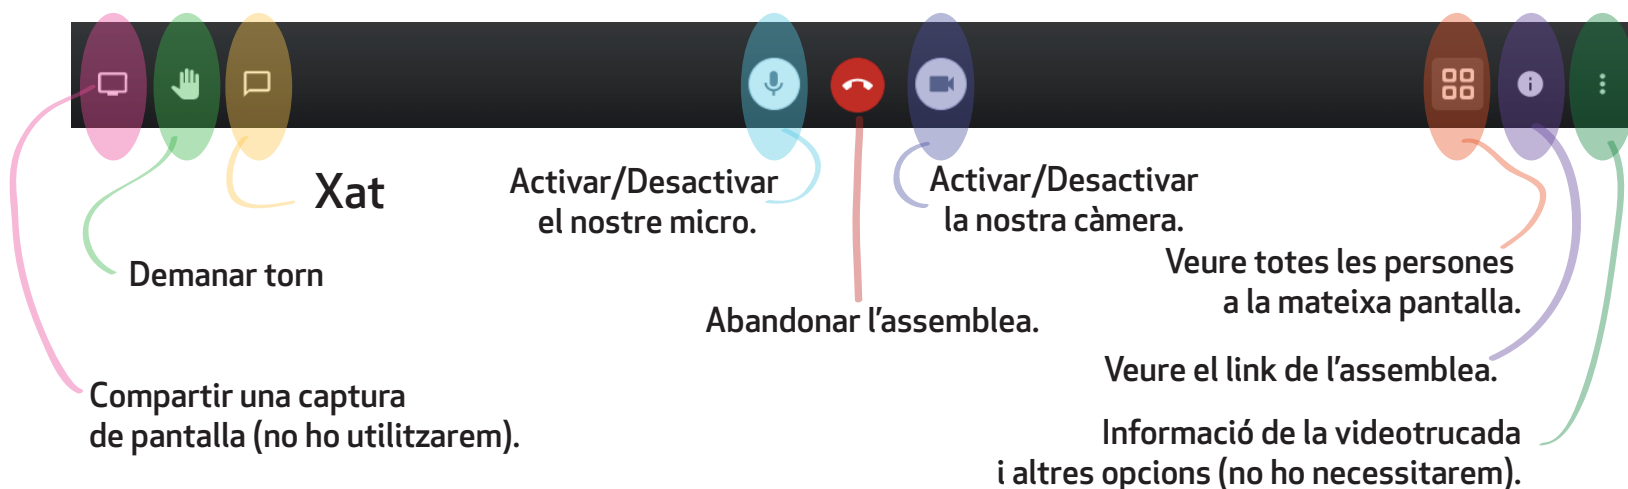 Xat
Demanar torn
Compartir una captura
de pantalla (no ho utilitzarem).
Activar/Desactivar
el nostre micro.
Abandonar l’assemblea.
Activar/Desactivar
la nostra càmera.
Veure totes les persones
a la mateixa pantalla.
Veure el link de l’assemblea.
Informació de la videotrucada
i altres opcions (no ho necessitarem).